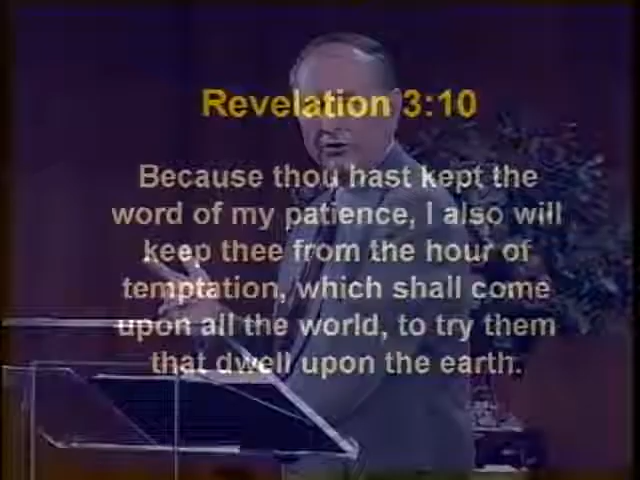 Revelation 3:10
Because thou hast kept the
word of my patience, I also will
keep thee from the hour of
temptation, which shall come
upon all the world, to try them
that dwell upon the earth.